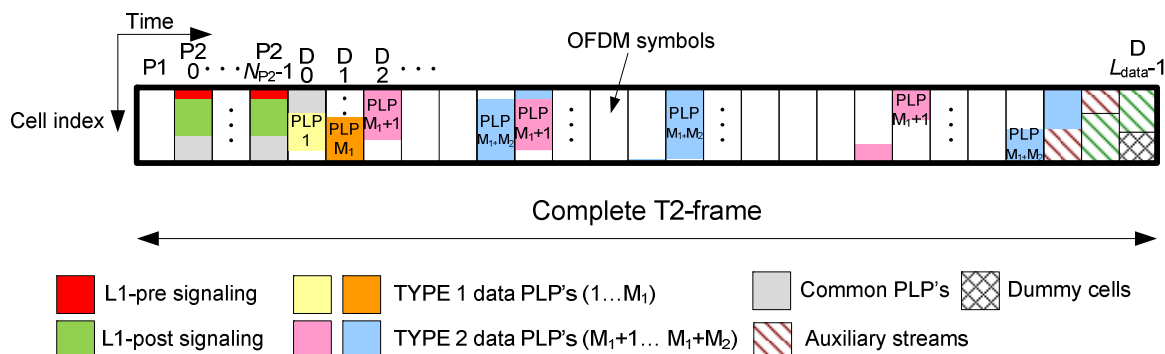 Time
OFDM symbols
P1
P2 0
· · ·
P2 N_P2-1
D 0
D 1
D 2
· · ·
D L_data-1
Cell index
PLP 1
PLP M₁
PLP M₁+1
PLP M₁+M₂
PLP M₁+1
PLP M₁+M₂
PLP M₁+1
PLP M₁+M₂
Complete T2-frame
L1-pre signaling
TYPE 1 data PLP's (1...M₁)
Common PLP's
Dummy cells
L1-post signaling
TYPE 2 data PLP's (M₁+1... M₁+M₂)
Auxiliary streams